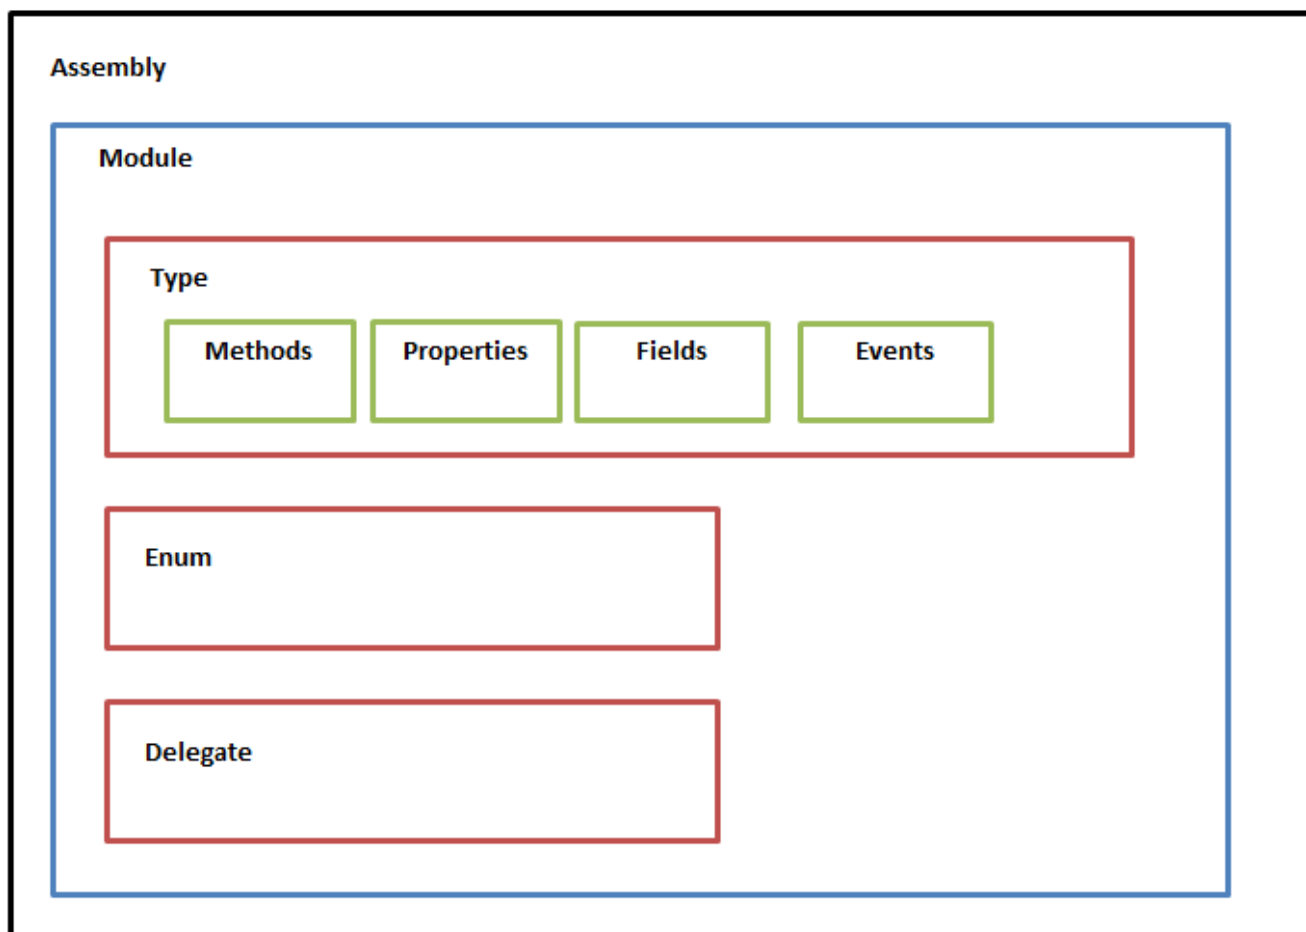 Assembly
Module
Type
Methods Properties Fields Events
Enum
Delegate